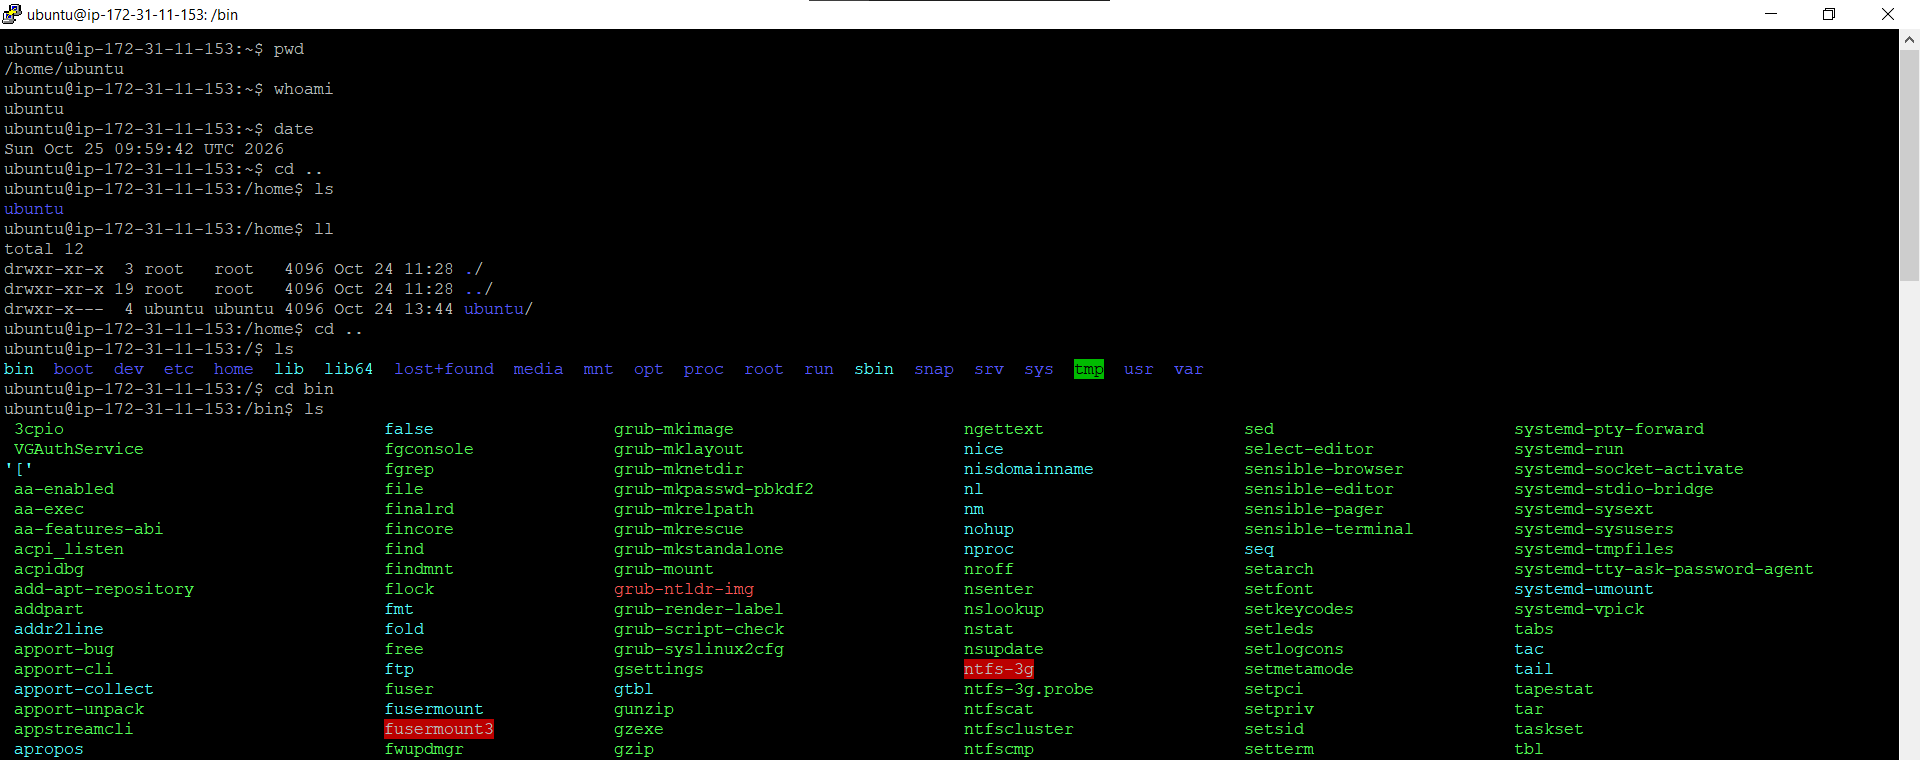 ubuntu@ip-172-31-11-153: /bin
ubuntu@ip-172-31-11-153:~$ pwd
/home/ubuntu
ubuntu@ip-172-31-11-153:~$ whoami
ubuntu
ubuntu@ip-172-31-11-153:~$ date
Sun Oct 25 09:59:42 UTC 2026
ubuntu@ip-172-31-11-153:~$ cd ..
ubuntu@ip-172-31-11-153:/home$ ls
ubuntu
ubuntu@ip-172-31-11-153:/home$ ll
total 12
drwxr-xr-x  3 root   root   4096 Oct 24 11:28 ./
drwxr-xr-x 19 root   root   4096 Oct 24 11:28 ../
drwxr-x---  4 ubuntu ubuntu 4096 Oct 24 13:44 ubuntu/
ubuntu@ip-172-31-11-153:/home$ cd ..
ubuntu@ip-172-31-11-153:/$ ls
bin  boot  dev  etc  home  lib  lib64  lost+found  media  mnt  opt  proc  root  run  sbin  snap  srv  sys  tmp  usr  var
ubuntu@ip-172-31-11-153:/$ cd bin
ubuntu@ip-172-31-11-153:/bin$ ls
3cpio  false  grub-mkimage  ngettext  sed  systemd-pty-forward
VGAuthService  fgconsole  grub-mklayout  nice  select-editor  systemd-run
'['  fgrep  grub-mknetdir  nisdomainname  sensible-browser  systemd-socket-activate
aa-enabled  file  grub-mkpasswd-pbkdf2  nl  sensible-editor  systemd-stdio-bridge
aa-exec  finalrd  grub-mkrelpath  nm  sensible-pager  systemd-sysext
aa-features-abi  fincore  grub-mkrescue  nohup  sensible-terminal  systemd-sysusers
acpi_listen  find  grub-mkstandalone  nproc  seq  systemd-tmpfiles
acpidbg  findmnt  grub-mount  nroff  setarch  systemd-tty-ask-password-agent
add-apt-repository  flock  grub-ntldr-img  nsenter  setfont  systemd-umount
addpart  fmt  grub-render-label  nslookup  setkeycodes  systemd-vpick
addr2line  fold  grub-script-check  nstat  setleds  tabs
apport-bug  free  grub-syslinux2cfg  nsupdate  setlogcons  tac
apport-cli  ftp  gsettings  ntfs-3g  setmetamode  tail
apport-collect  fuser  gtbl  ntfs-3g.probe  setpci  tapestat
apport-unpack  fusermount  gunzip  ntfscat  setpriv  tar
appstreamcli  fusermount3  gzexe  ntfscluster  setsid  taskset
apropos  fwupdmgr  gzip  ntfscmp  setterm  tbl